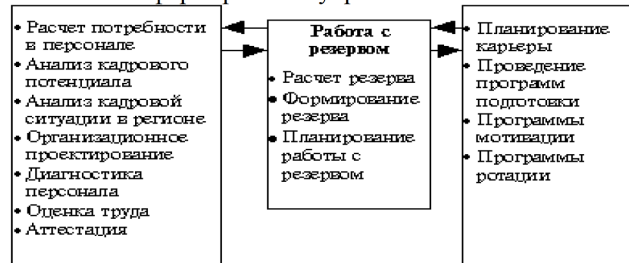 • Расчет потребности
в персонале
• Анализ кадрового
потенциала
• Анализ кадровой
ситуации в регионе
• Организационное
проектирование
• Диагностика
персонала
• Оценка труда
• Аттестация
Работа с
резервом
• Расчет резерва
• Формирование
резерва
• Планирование
работы с
резервом
• Планирование
карьеры
• Проведение
программ
подготовки
• Программы
мотивации
• Программы
ротации